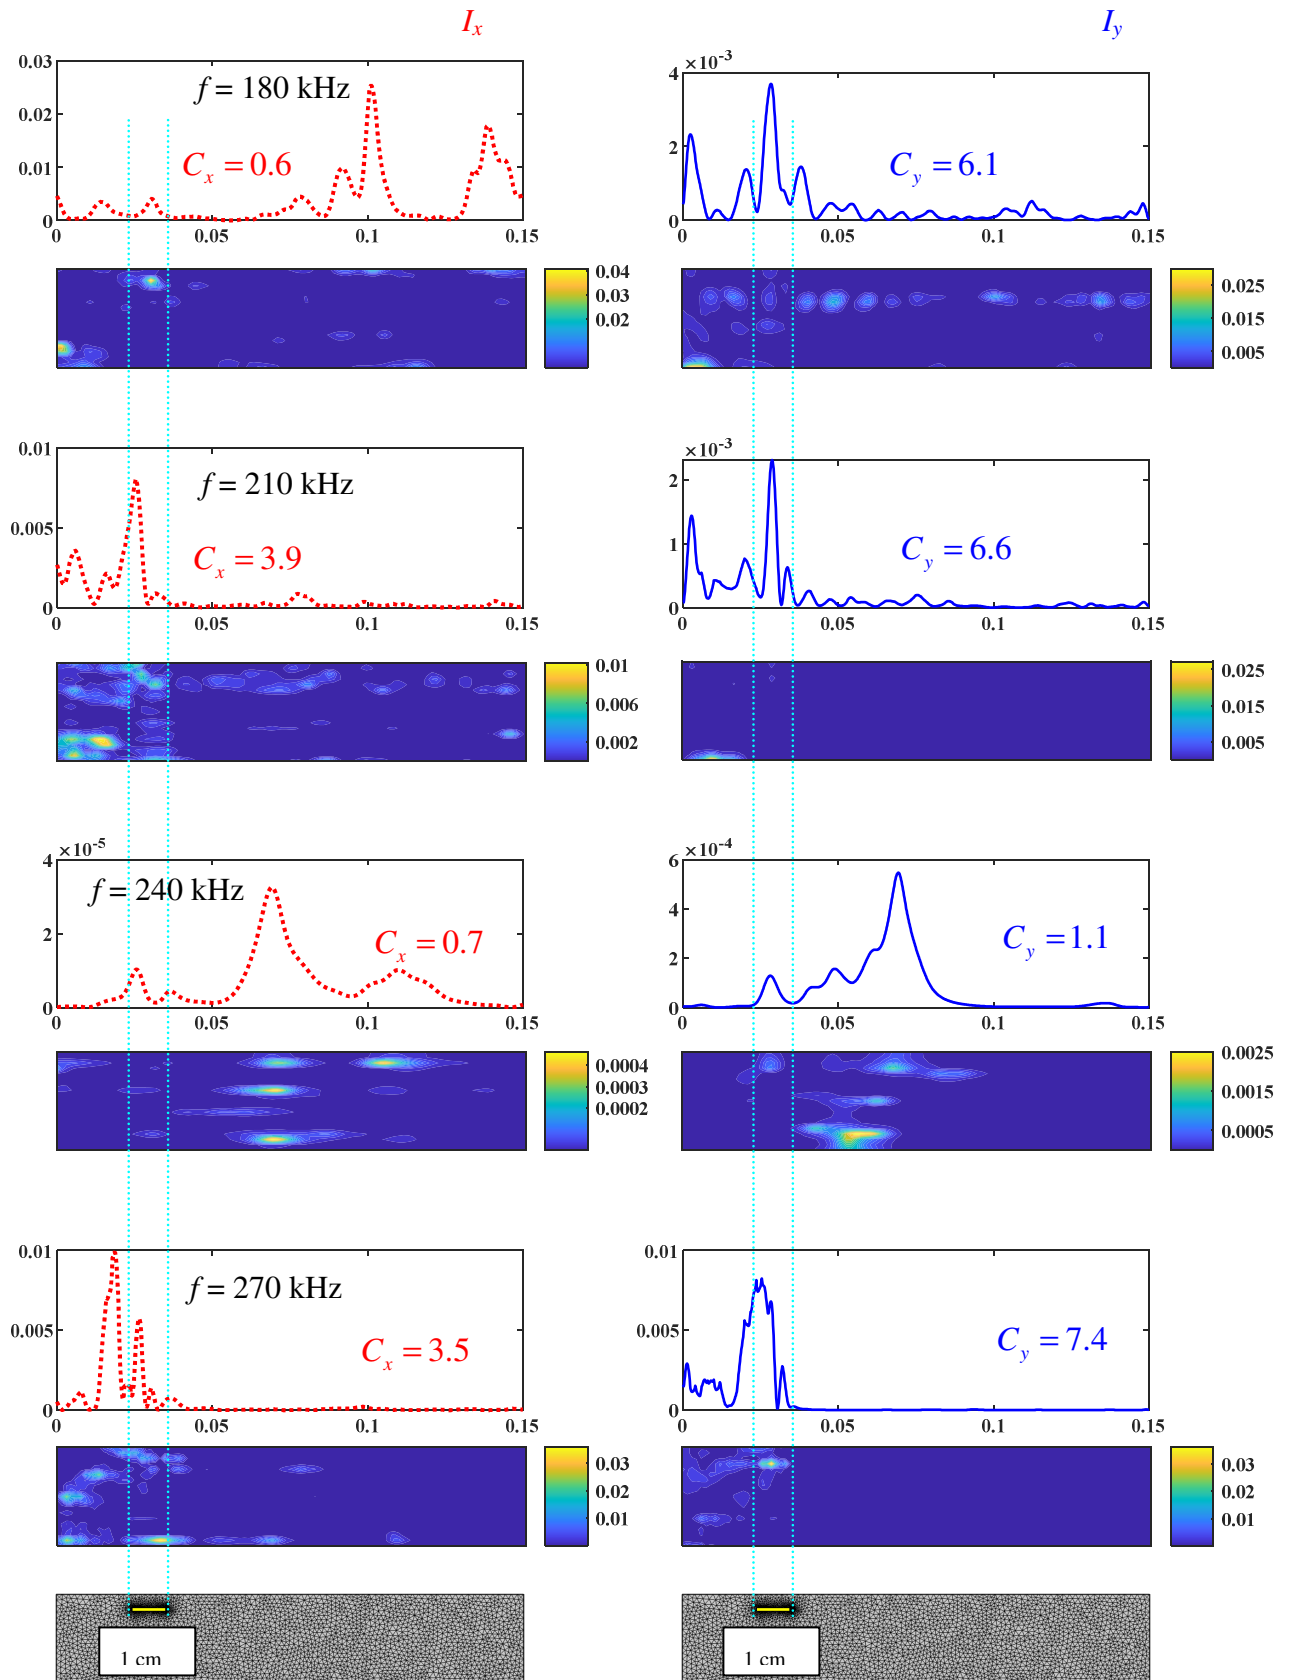 I_x
I_y
0.03
0.02
0.01
0
0 0.05 0.1 0.15
f = 180 kHz
C_x = 0.6
×10^-3
4
2
0
0 0.05 0.1 0.15
C_y = 6.1
0.04
0.03
0.02
0.025
0.015
0.005
0.01
0.005
0
0 0.05 0.1 0.15
f = 210 kHz
C_x = 3.9
×10^-3
2
1
0
0 0.05 0.1 0.15
C_y = 6.6
0.01
0.006
0.002
0.025
0.015
0.005
×10^-5
4
2
0
0 0.05 0.1 0.15
f = 240 kHz
C_x = 0.7
×10^-4
6
4
2
0
0 0.05 0.1 0.15
C_y = 1.1
0.0004
0.0003
0.0002
0.0025
0.0015
0.0005
0.01
0.005
0
0 0.05 0.1 0.15
f = 270 kHz
C_x = 3.5
0.01
0.005
0
0 0.05 0.1 0.15
C_y = 7.4
0.03
0.02
0.01
0.03
0.02
0.01
1 cm
1 cm